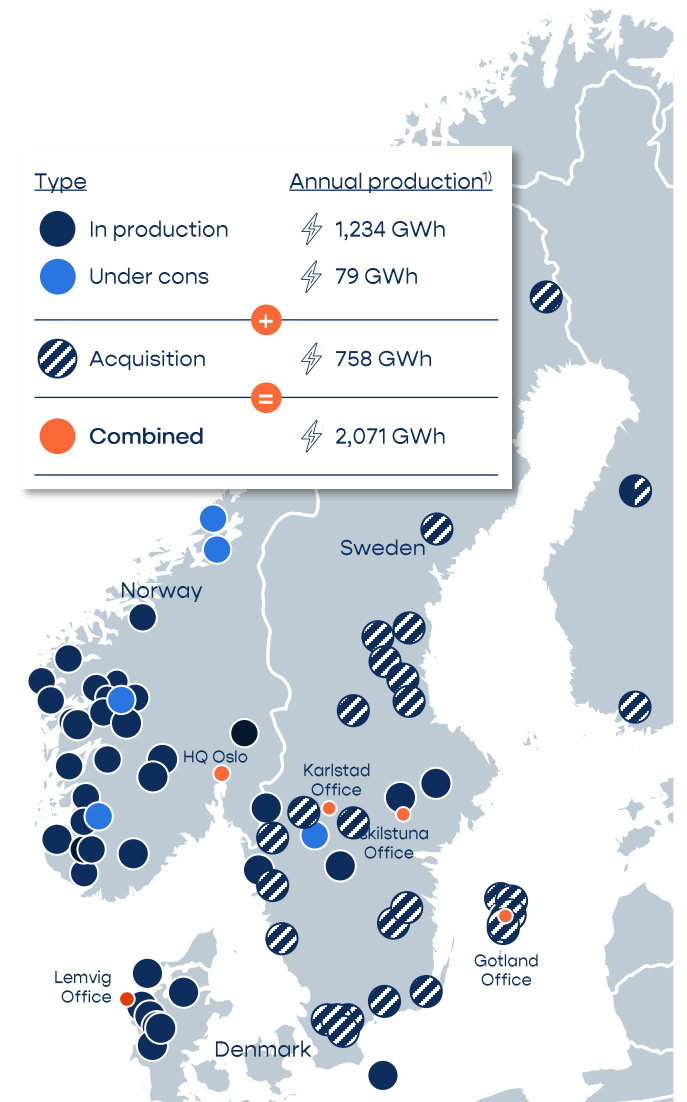 Type Annual production1)
In production 1,234 GWh
Under cons 79 GWh
+
Acquisition 758 GWh
=
Combined 2,071 GWh
Sweden
Norway
HQ Oslo
Karlstad
Office
skilstuna
Office
Gotland
Office
Lemvig
Office
Denmark